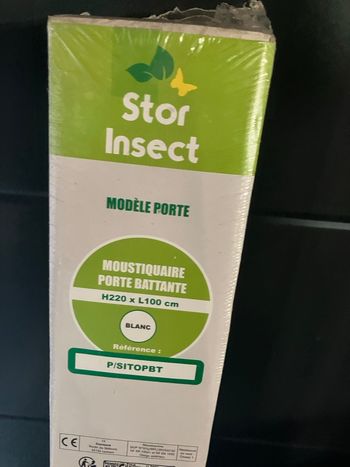 Stor
Insect
MODÈLE PORTE
MOUSTIQUAIRE
PORTE BATTANTE
H220 x L100 cm
BLANC
Référence :
P/SITOPBT
CE